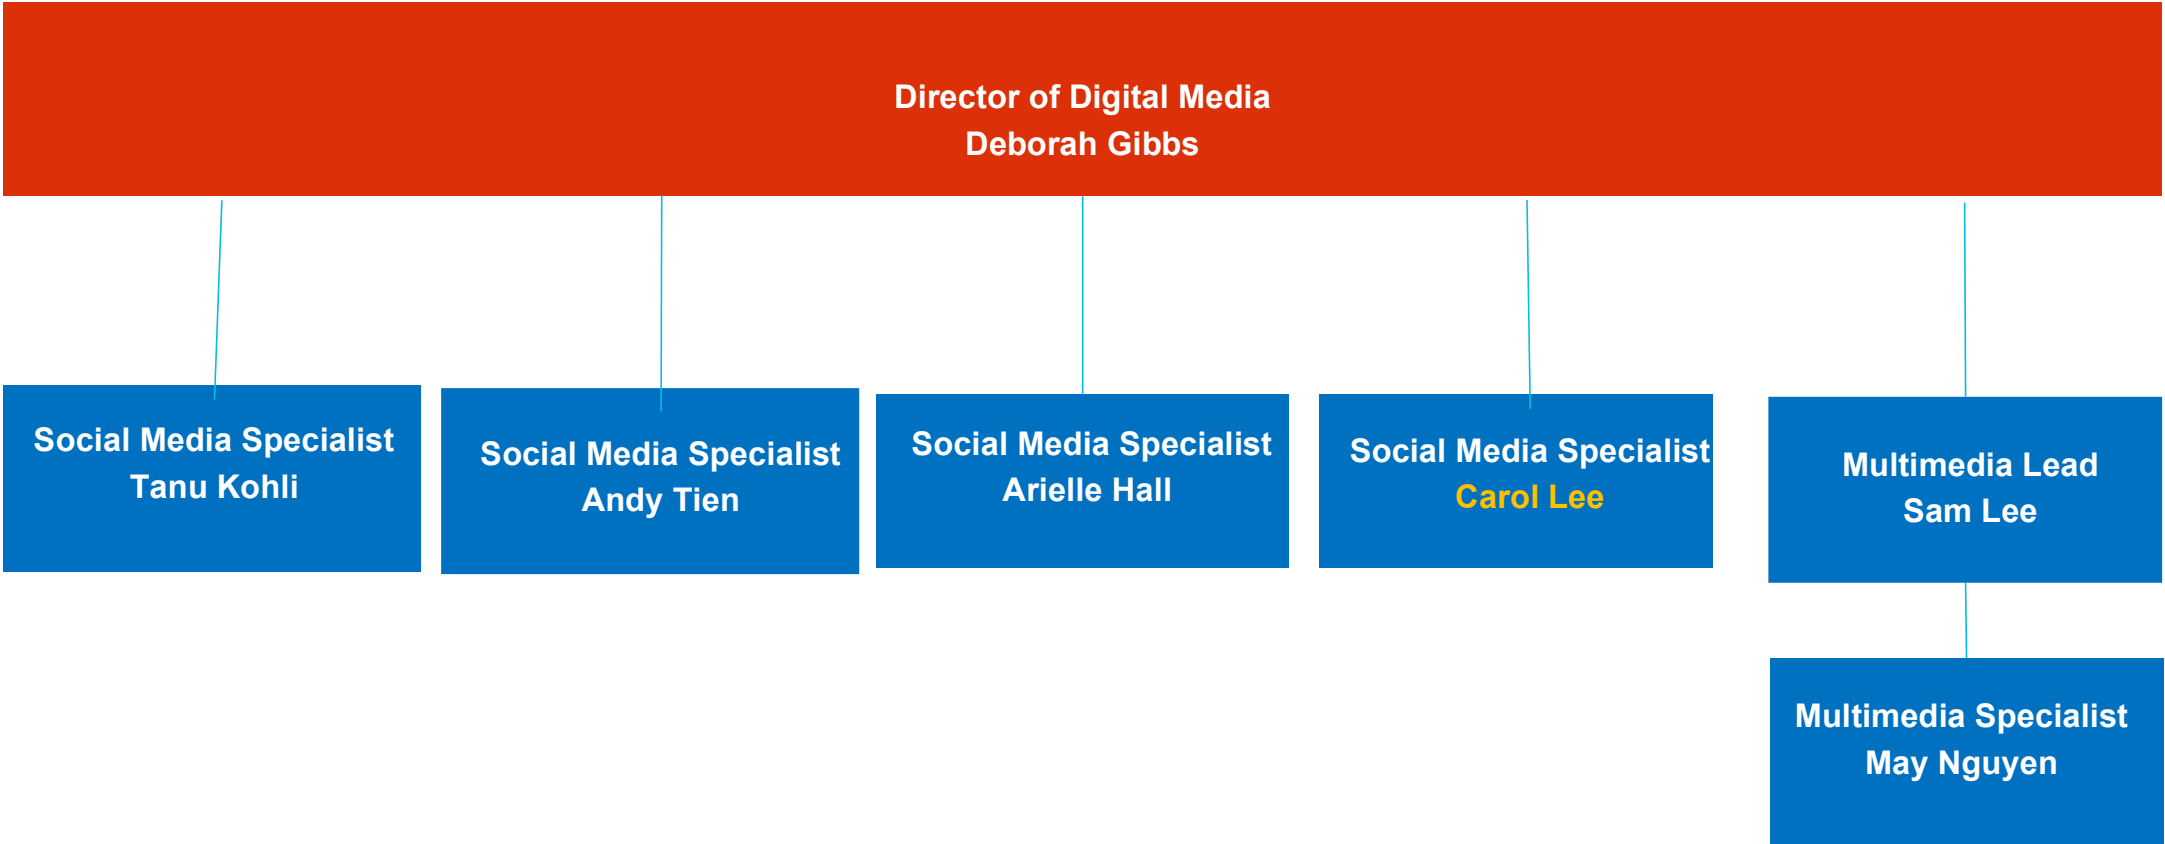 Director of Digital Media
Deborah Gibbs
Social Media Specialist
Tanu Kohli
Social Media Specialist
Andy Tien
Social Media Specialist
Arielle Hall
Social Media Specialist
Carol Lee
Multimedia Lead
Sam Lee
Multimedia Specialist
May Nguyen